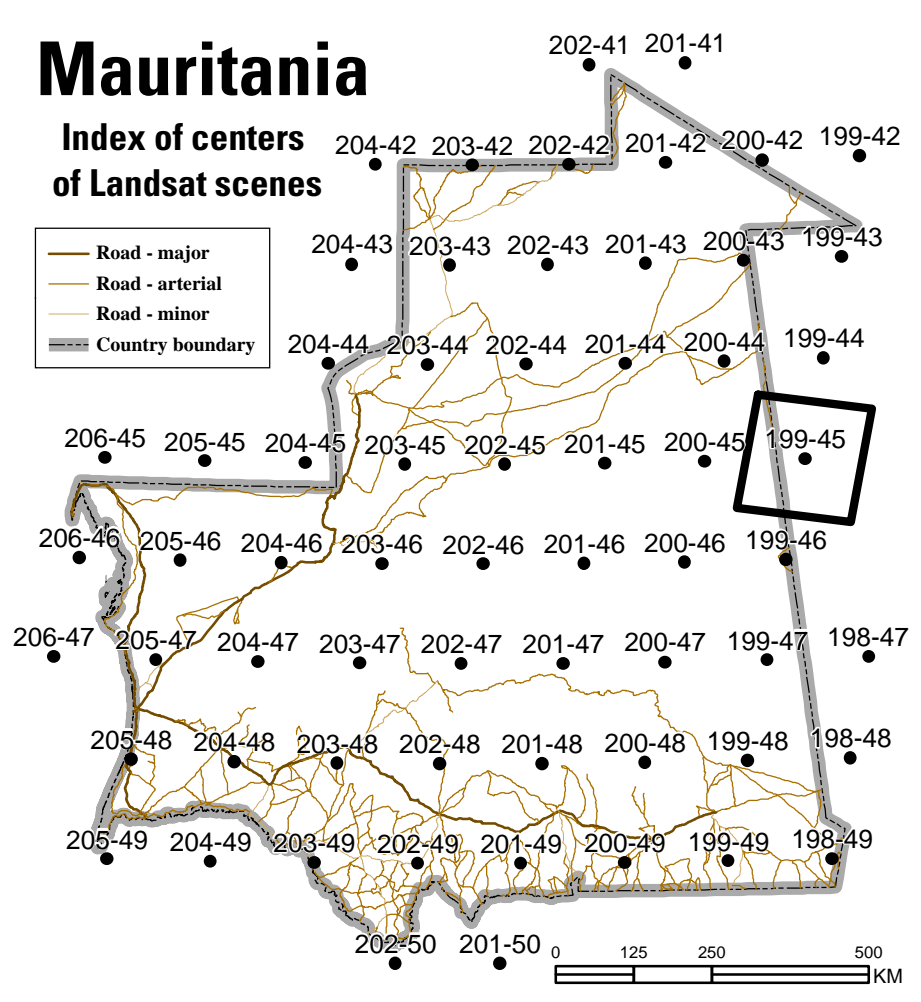 Mauritania
Index of centers
of Landsat scenes
Road - major
Road - arterial
Road - minor
Country boundary
202-41 201-41
204-42 203-42 202-42 201-42 200-42 199-42
204-43 203-43 202-43 201-43 200-43 199-43
204-44 203-44 202-44 201-44 200-44 199-44
206-45 205-45 204-45 203-45 202-45 201-45 200-45 199-45
206-46 205-46 204-46 203-46 202-46 201-46 200-46 199-46
206-47 205-47 204-47 203-47 202-47 201-47 200-47 199-47 198-47
205-48 204-48 203-48 202-48 201-48 200-48 199-48 198-48
205-49 204-49 203-49 202-49 201-49 200-49 199-49 198-49
202-50 201-50
0 125 250 500
KM